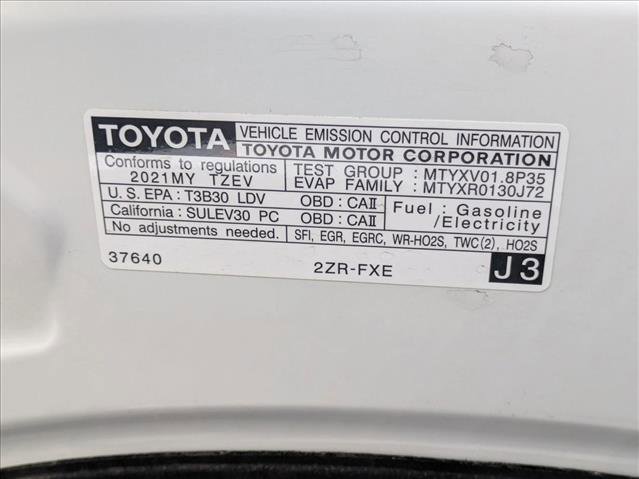 TOYOTA VEHICLE EMISSION CONTROL INFORMATION
TOYOTA MOTOR CORPORATION
Conforms to regulations
2021MY TZEV
TEST GROUP : MTYXV01.8P35
EVAP FAMILY : MTYXR0130J72
U.S. EPA : T3B30 LDV OBD : CAII
California : SULEV30 PC OBD : CAII
Fuel : Gasoline
/Electricity
No adjustments needed. SFI, EGR, EGRC, WR-HO2S, TWC(2), HO2S
37640 2ZR-FXE J3